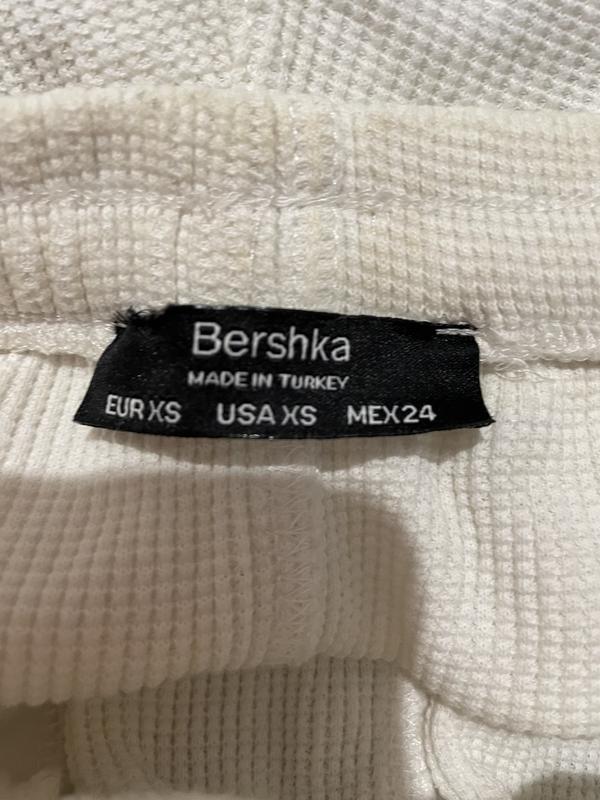 Bershka
MADE IN TURKEY
EUR XS USA XS MEX 24